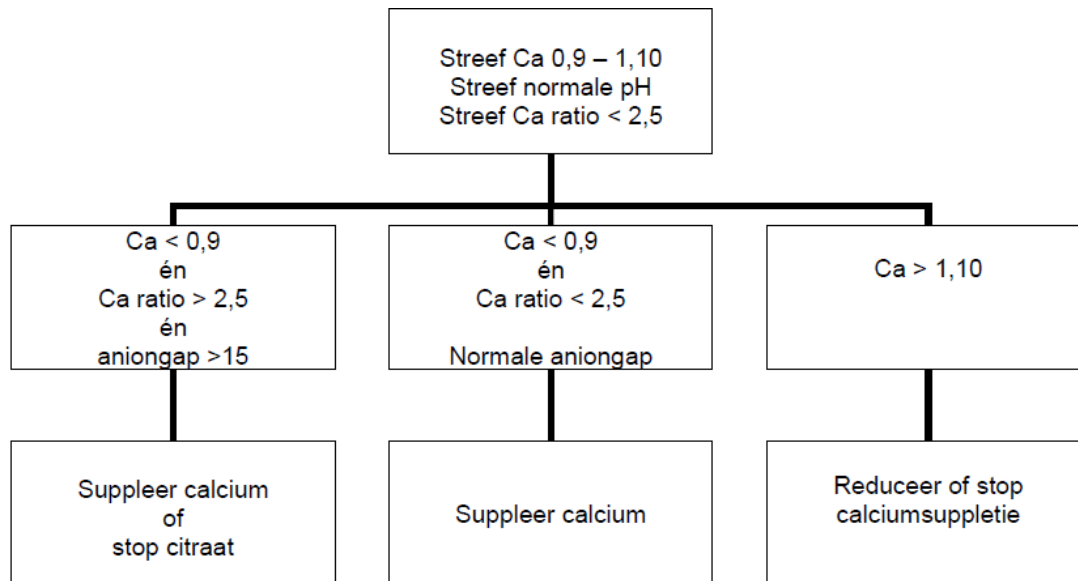 Streef Ca 0,9 – 1,10
Streef normale pH
Streef Ca ratio < 2,5
Ca < 0,9
én
Ca ratio > 2,5
én
aniongap >15
Ca < 0,9
én
Ca ratio < 2,5
Normale aniongap
Ca > 1,10
Suppleer calcium
of
stop citraat
Suppleer calcium
Reduceer of stop
calciumsuppletie